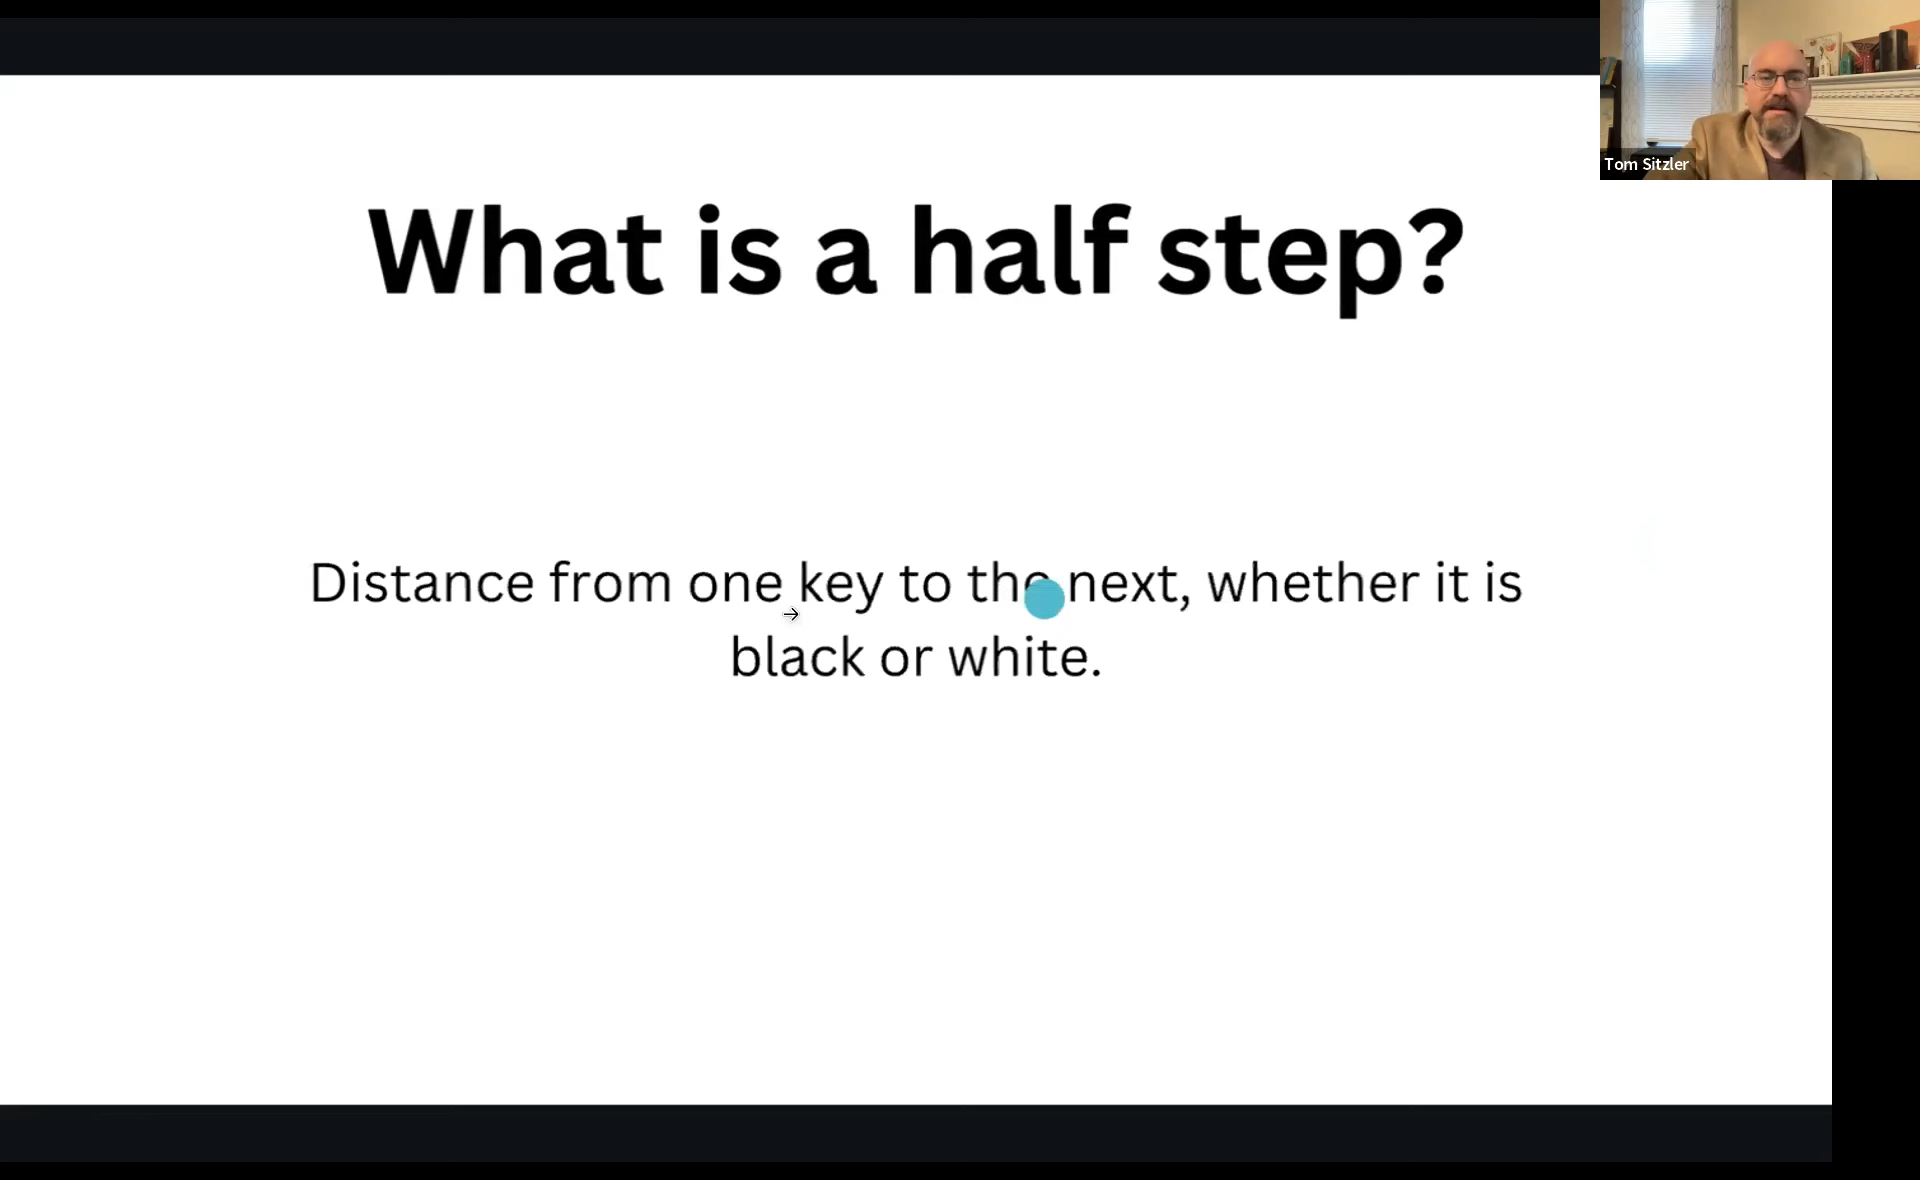 Tom Sitzler
What is a half step?
Distance from one key to the next, whether it is
black or white.